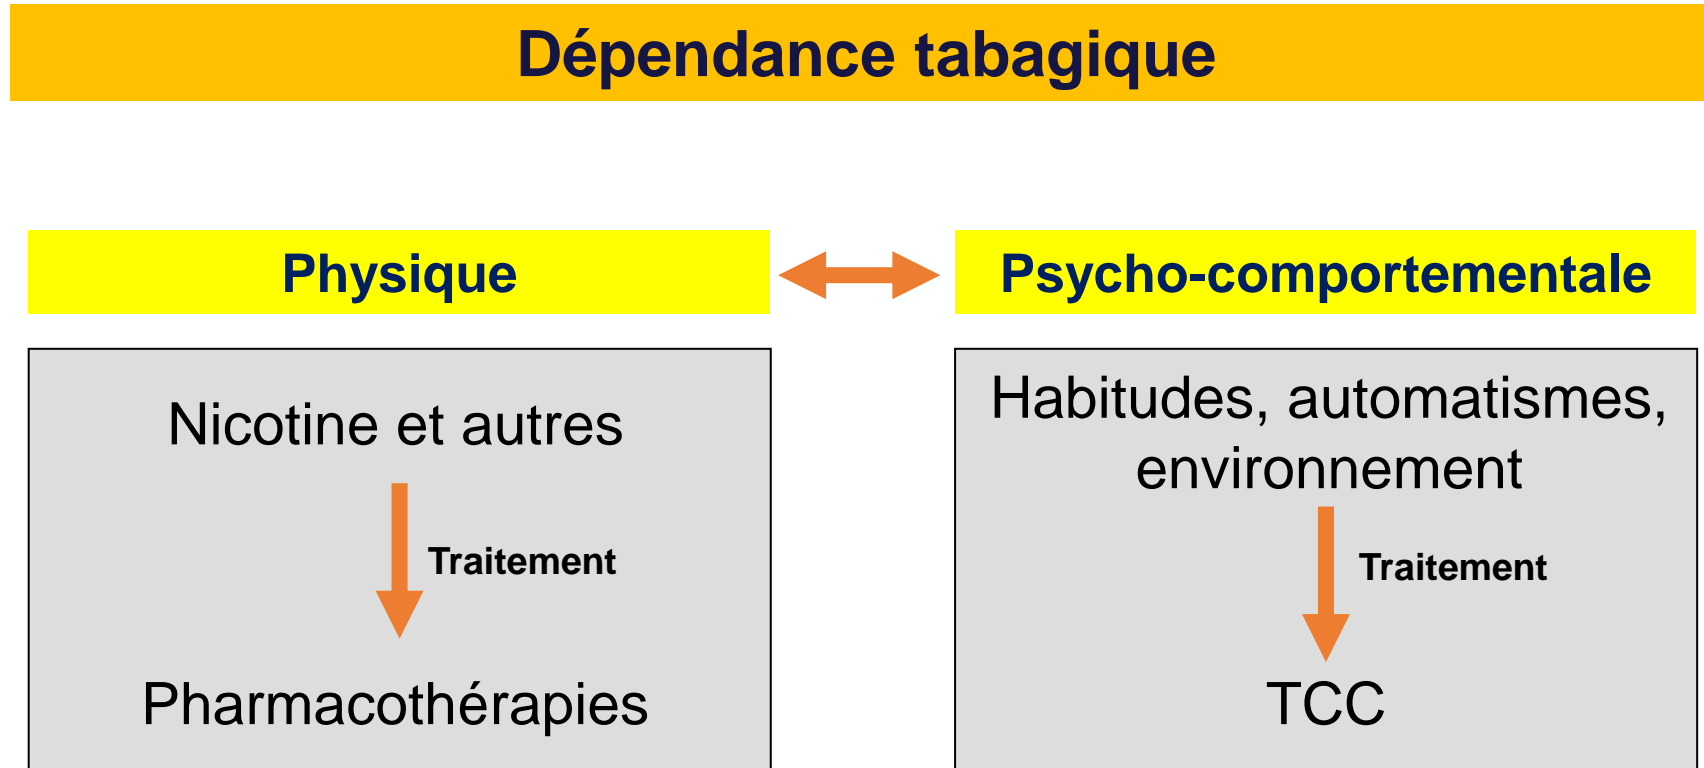 Dépendance tabagique
Physique
Psycho-comportementale
Nicotine et autres
Traitement
Pharmacothérapies
Habitudes, automatismes,
environnement
Traitement
TCC